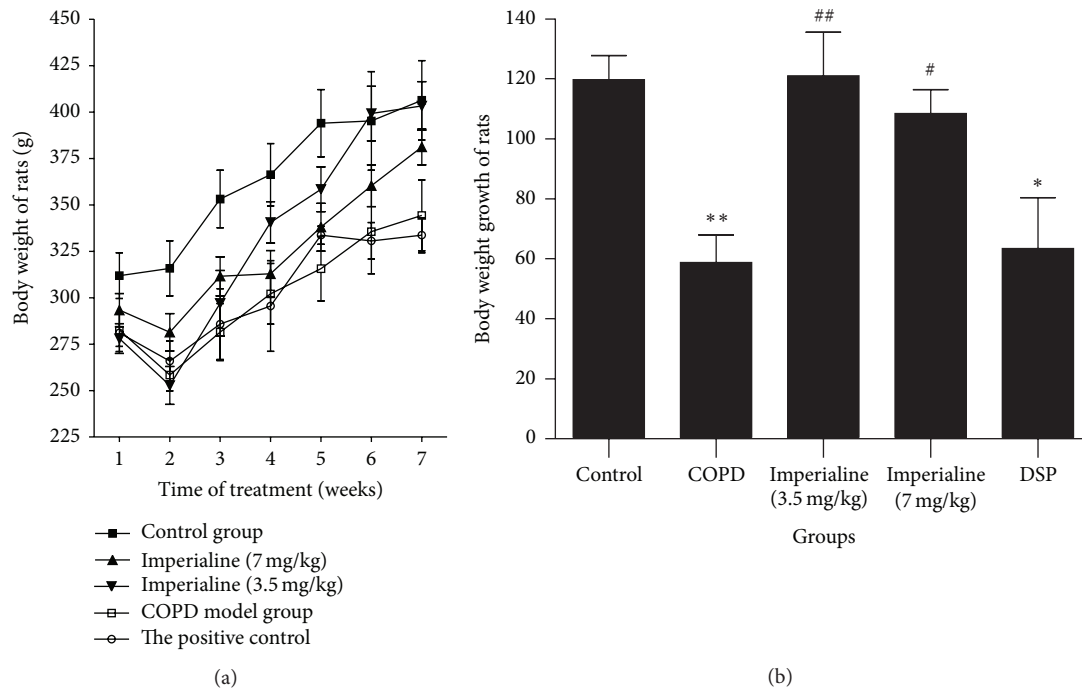 450
425
400
375
350
325
300
275
250
225
Body weight of rats (g)
1 2 3 4 5 6 7
Time of treatment (weeks)
Control group
Imperialine (7 mg/kg)
Imperialine (3.5 mg/kg)
COPD model group
The positive control
(a)
140
120
100
80
60
40
20
0
Body weight growth of rats
**
##
#
*
Control COPD Imperialine Imperialine DSP
(3.5 mg/kg) (7 mg/kg)
Groups
(b)